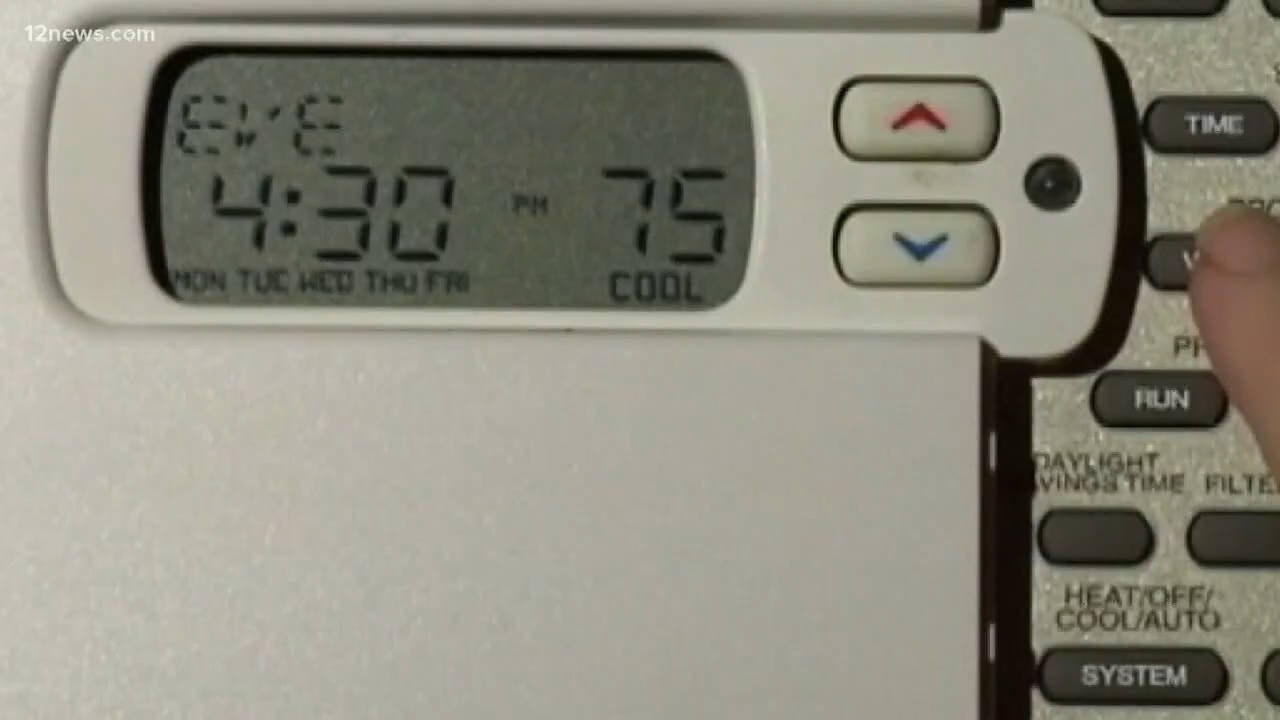 12news.com
EVE
4:30 PM 75
MON TUE WED THU FRI COOL
TIME
RUN
DAYLIGHT
VINGS TIME FILTE
HEAT/OFF/
COOL/AUTO
SYSTEM